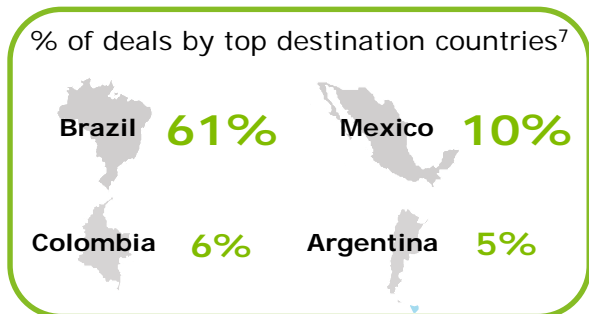 % of deals by top destination countries⁷
Brazil 61% Mexico 10%
Colombia 6% Argentina 5%